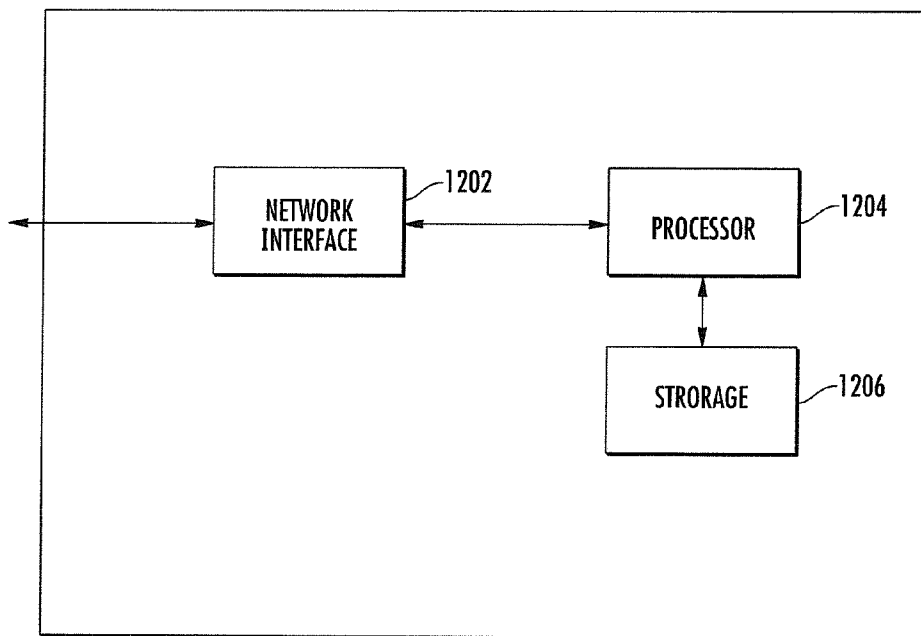 1202
NETWORK
INTERFACE
1204
PROCESSOR
1206
STRORAGE